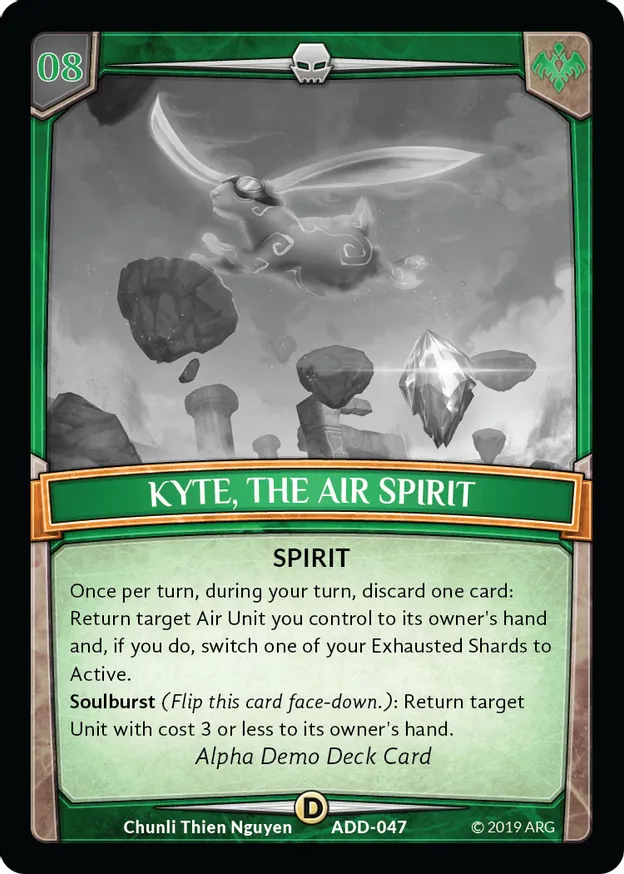 08
KYTE, THE AIR SPIRIT
SPIRIT
Once per turn, during your turn, discard one card:
Return target Air Unit you control to its owner's hand
and, if you do, switch one of your Exhausted Shards to
Active.
Soulburst (Flip this card face-down.): Return target
Unit with cost 3 or less to its owner's hand.
Alpha Demo Deck Card
D
Chunli Thien Nguyen ADD-047 © 2019 ARG